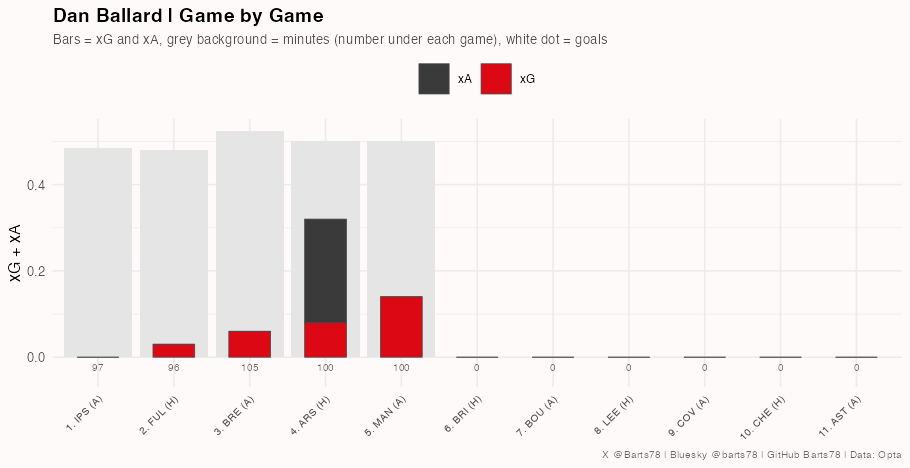 Dan Ballard | Game by Game
Bars = xG and xA, grey background = minutes (number under each game), white dot = goals
xA xG
xG + xA
0.4
0.2
0.0
97 96 105 100 100 0 0 0 0 0 0
1. IPS (A) 2. FUL (H) 3. BRE (A) 4. ARS (H) 5. MAN (A) 6. BRI (H) 7. BOU (A) 8. LEE (H) 9. COV (A) 10. CHE (H) 11. AST (A)
X @Barts78 | Bluesky @barts78 | GitHub Barts78 | Data: Opta